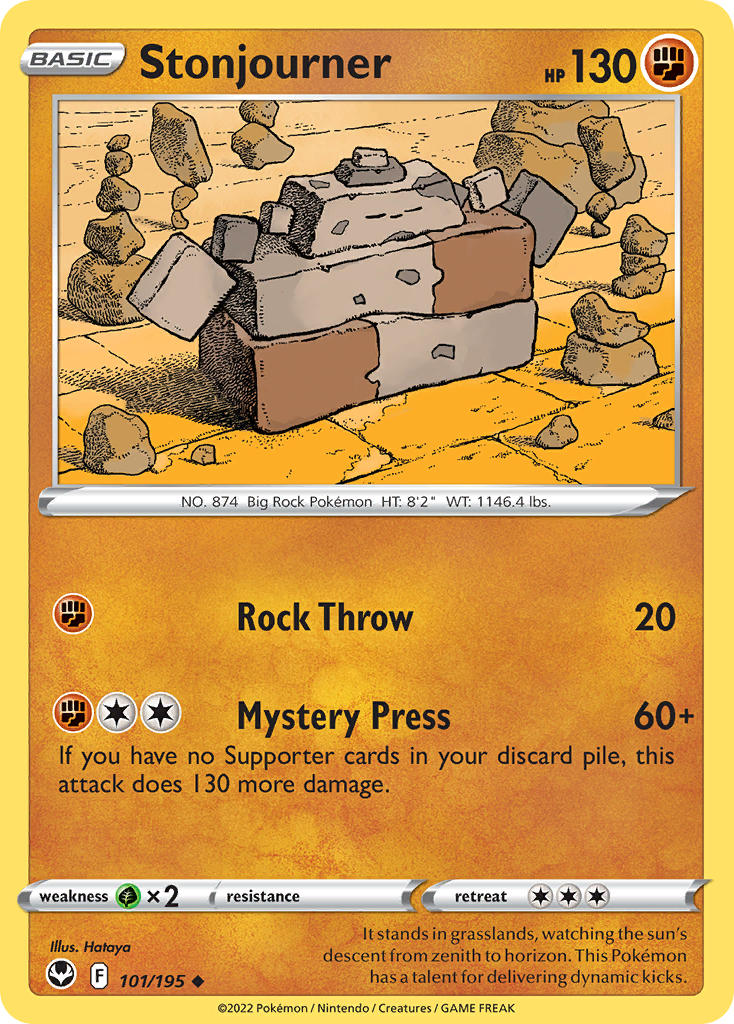 BASIC Stonjourner HP 130
NO. 874 Big Rock Pokémon HT: 8'2" WT: 1146.4 lbs.
Rock Throw 20
Mystery Press 60+
If you have no Supporter cards in your discard pile, this
attack does 130 more damage.
weakness ×2 resistance retreat
Illus. Hataya
F 101/195
It stands in grasslands, watching the sun's
descent from zenith to horizon. This Pokémon
has a talent for delivering dynamic kicks.
©2022 Pokémon / Nintendo / Creatures / GAME FREAK